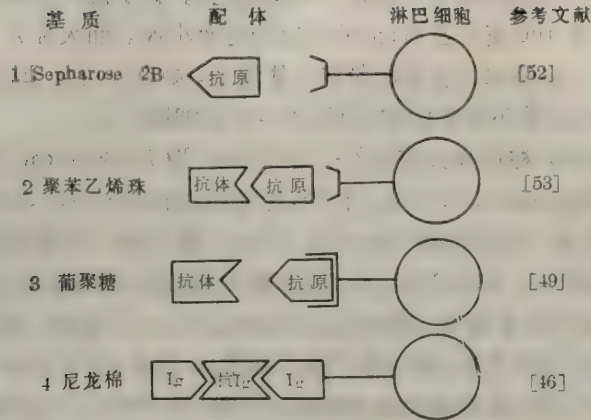 基质 配体 淋巴细胞 参考文献
1 Sepharose 2B 抗原 [52]
2 聚苯乙烯珠 抗体 抗原 [53]
3 葡聚糖 抗体 抗原 [49]
4 尼龙棉 Ig 抗Ig Ig [46]